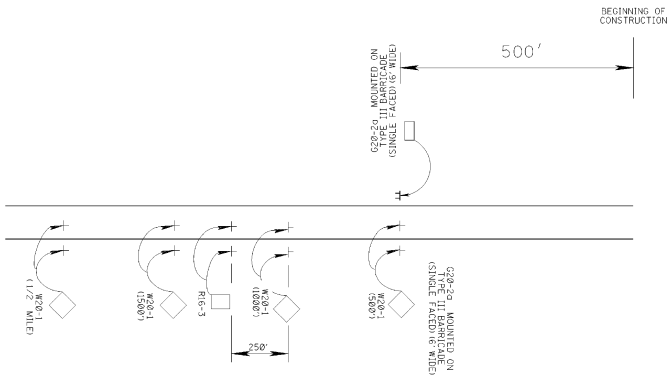 BEGINNING OF
CONSTRUCTION
500'
G20-2a MOUNTED ON
TYPE III BARRICADE
(SINGLE FACED)(6' WIDE)
W20-1
(1/2 MILE)
W20-1
(1500')
R16-3
W20-1
(1000')
W20-1
(500')
G20-2a MOUNTED ON
TYPE III BARRICADE
(SINGLE FACED)(6' WIDE)
250'